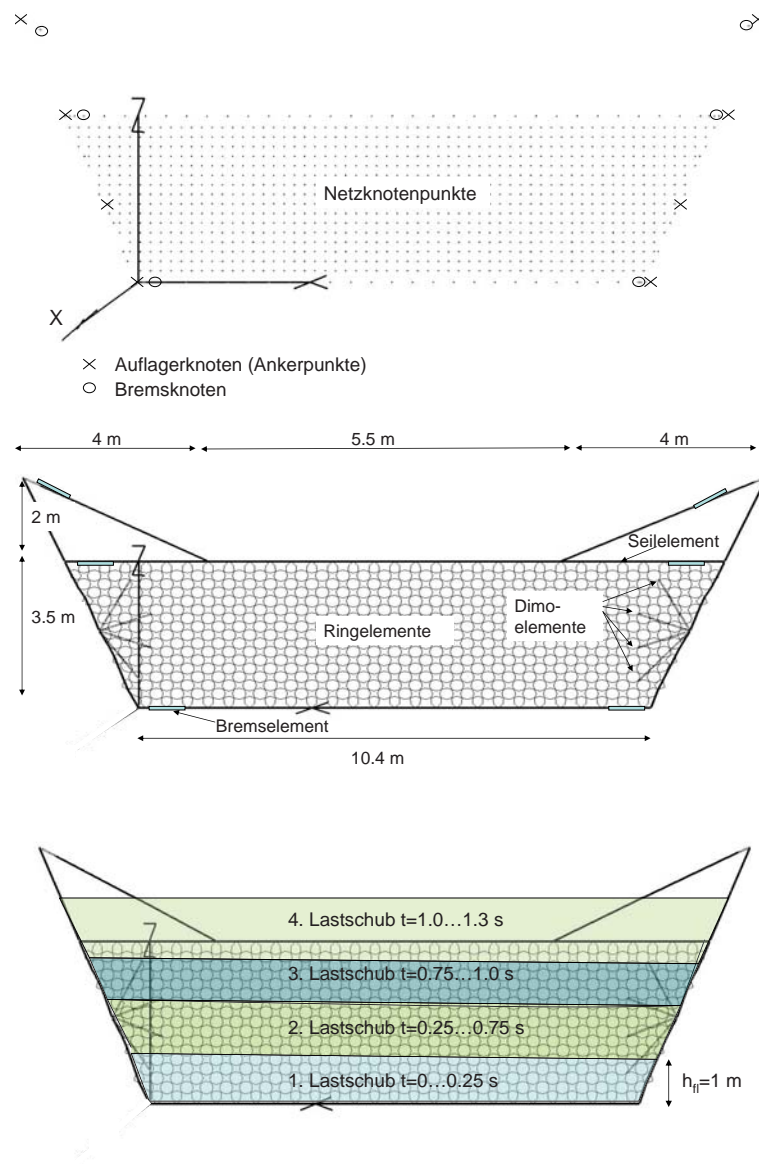 Z
Netzknotenpunkte
X
Auflagerknoten (Ankerpunkte)
Bremsknoten
4 m
5.5 m
4 m
2 m
Z
Seilelement
3.5 m
Ringelemente
Dimo-
elemente
Bremselement
10.4 m
4. Lastschub t=1.0...1.3 s
Z
3. Lastschub t=0.75...1.0 s
2. Lastschub t=0.25...0.75 s
1. Lastschub t=0...0.25 s
hfl=1 m